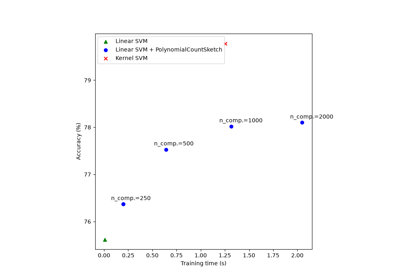 Linear SVM
Linear SVM + PolynomialCountSketch
Kernel SVM
79
78
77
76
Accuracy (%)
n_comp.=2000
n_comp.=1000
n_comp.=500
n_comp.=250
0.00 0.25 0.50 0.75 1.00 1.25 1.50 1.75 2.00
Training time (s)